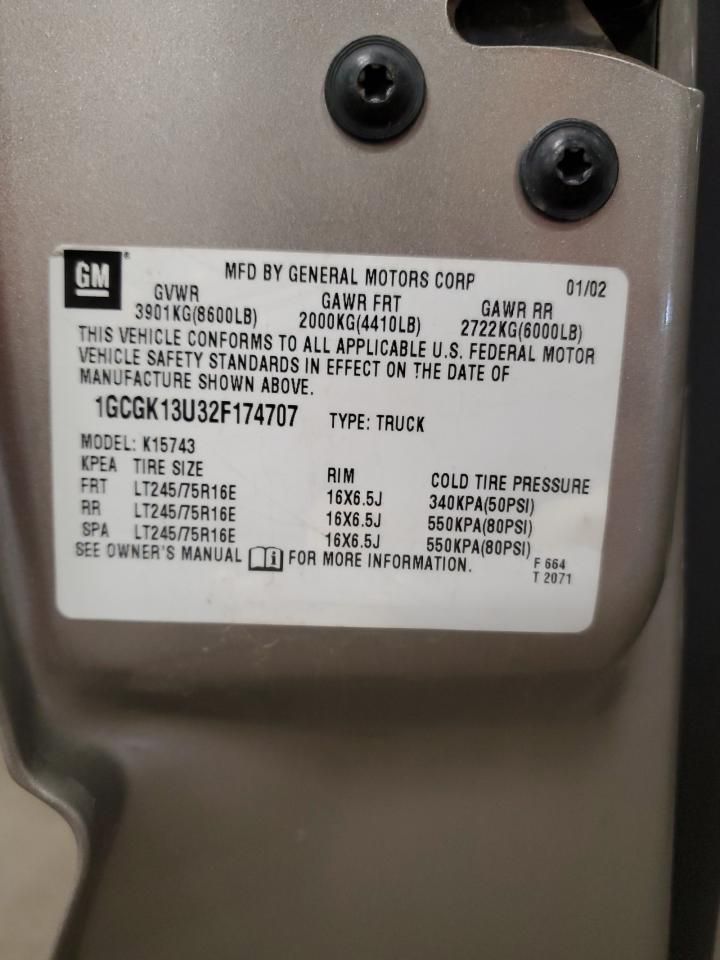 GM ® MFD BY GENERAL MOTORS CORP 01/02
GVWR GAWR FRT GAWR RR
3901KG(8600LB) 2000KG(4410LB) 2722KG(6000LB)
THIS VEHICLE CONFORMS TO ALL APPLICABLE U.S. FEDERAL MOTOR
VEHICLE SAFETY STANDARDS IN EFFECT ON THE DATE OF
MANUFACTURE SHOWN ABOVE.
1GCGK13U32F174707 TYPE: TRUCK
MODEL: K15743
KPEA TIRE SIZE RIM COLD TIRE PRESSURE
FRT LT245/75R16E 16X6.5J 340KPA(50PSI)
RR LT245/75R16E 16X6.5J 550KPA(80PSI)
SPA LT245/75R16E 16X6.5J 550KPA(80PSI)
SEE OWNER'S MANUAL i FOR MORE INFORMATION. F 664
T 2071